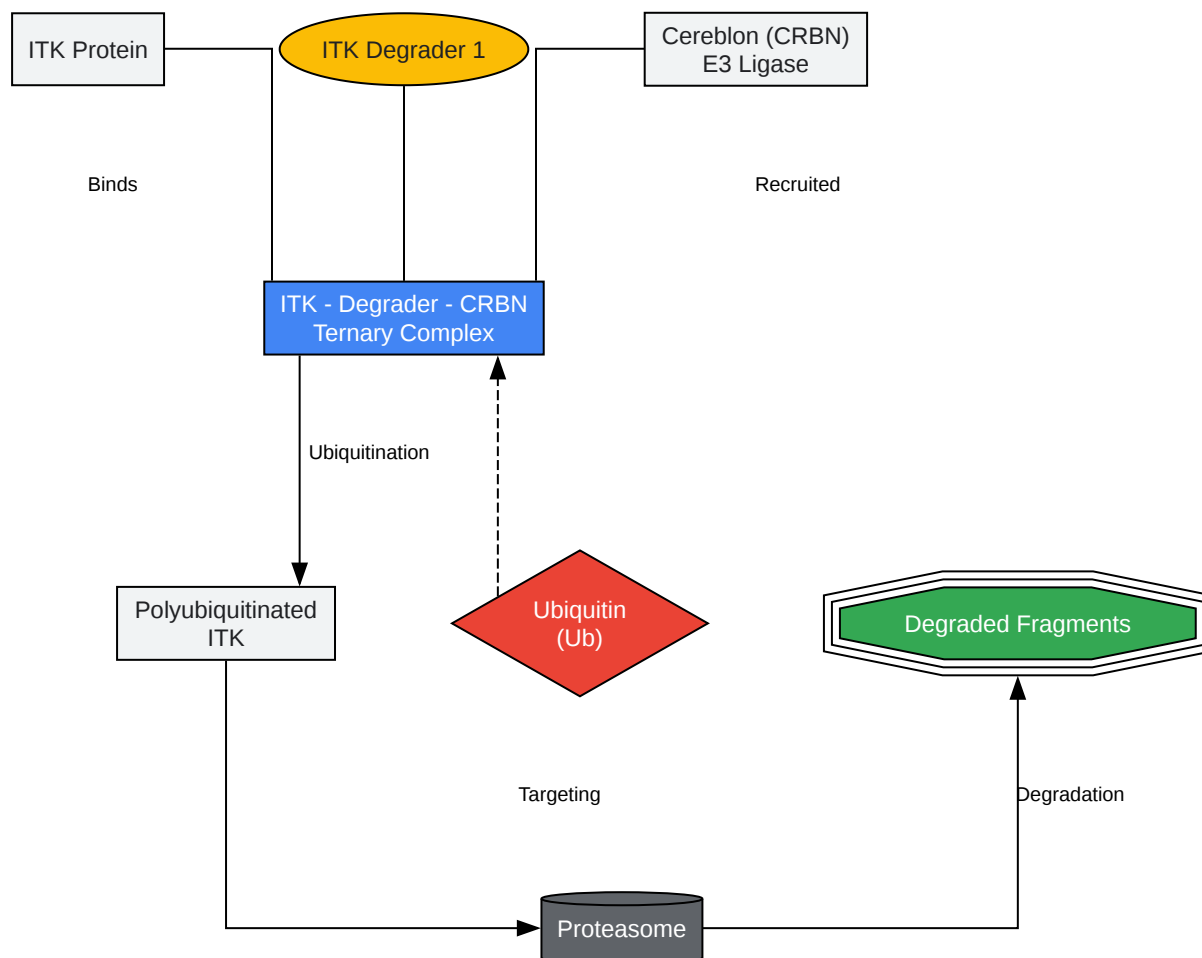 ITK Protein
ITK Degrader 1
Cereblon (CRBN)
E3 Ligase
Binds
Recruited
ITK - Degrader - CRBN
Ternary Complex
Ubiquitination
Polyubiquitinated
ITK
Ubiquitin
(Ub)
Degraded Fragments
Targeting
Degradation
Proteasome